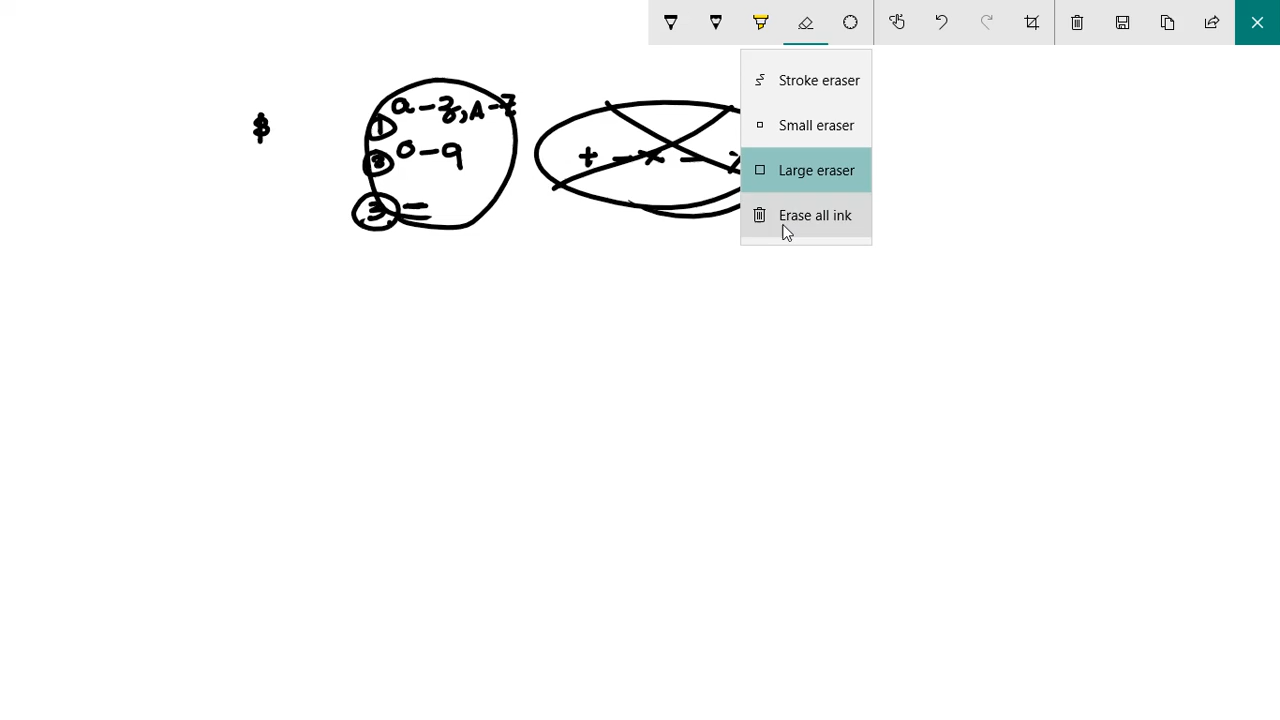 Stroke eraser
Small eraser
Large eraser
Erase all ink
$
① a-z, A-Z
② 0-9
③ =
+ - × -